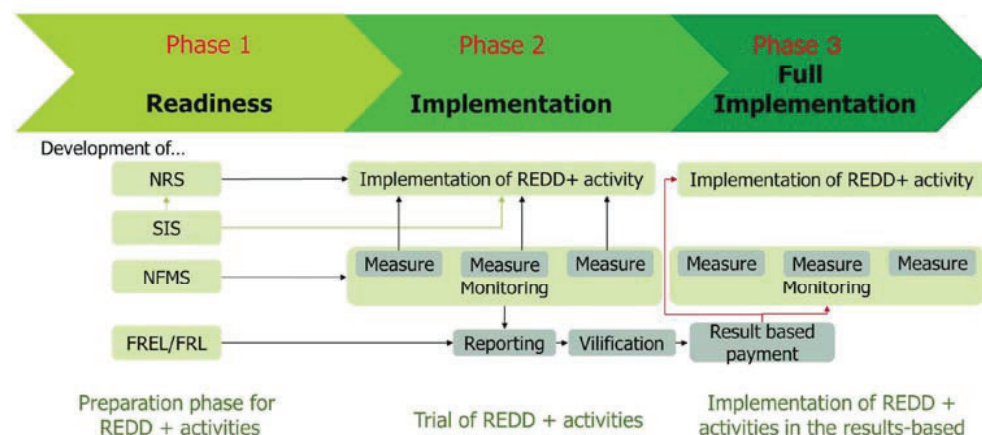 Phase 1
Readiness
Phase 2
Implementation
Phase 3
Full
Implementation
Development of...
NRS
SIS
NFMS
FREL/FRL
Implementation of REDD+ activity
Measure
Measure
Measure
Monitoring
Reporting
Vilification
Result based
payment
Implementation of REDD+ activity
Measure
Measure
Measure
Monitoring
Preparation phase for
REDD + activities
Trial of REDD + activities
Implementation of REDD +
activities in the results-based